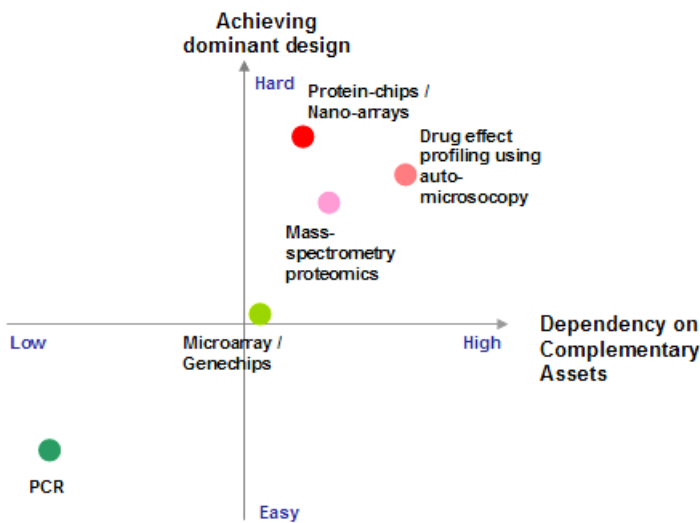 Achieving
dominant design
Hard
Protein-chips /
Nano-arrays
Drug effect
profiling using
auto-
microsocopy
Mass-
spectrometry
proteomics
Low
Microarray /
Genechips
High
Dependency on
Complementary
Assets
PCR
Easy